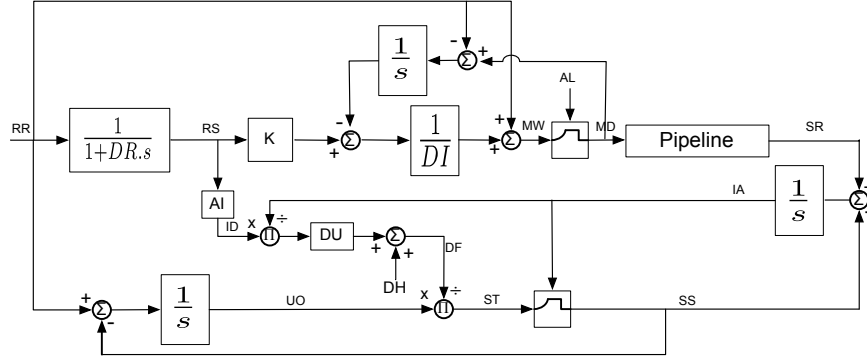 - Σ +
1
s
-
AL
RR
1
1+DR.s
RS
K
+
- Σ
1
DI
+
+
Σ
MW
MD
Pipeline
SR
AI
ID
x
Π
÷
DU
+
Σ
+
DH
DF
IA
1
s
Σ
+
Σ
-
1
s
UO
x
Π
÷
ST
SS